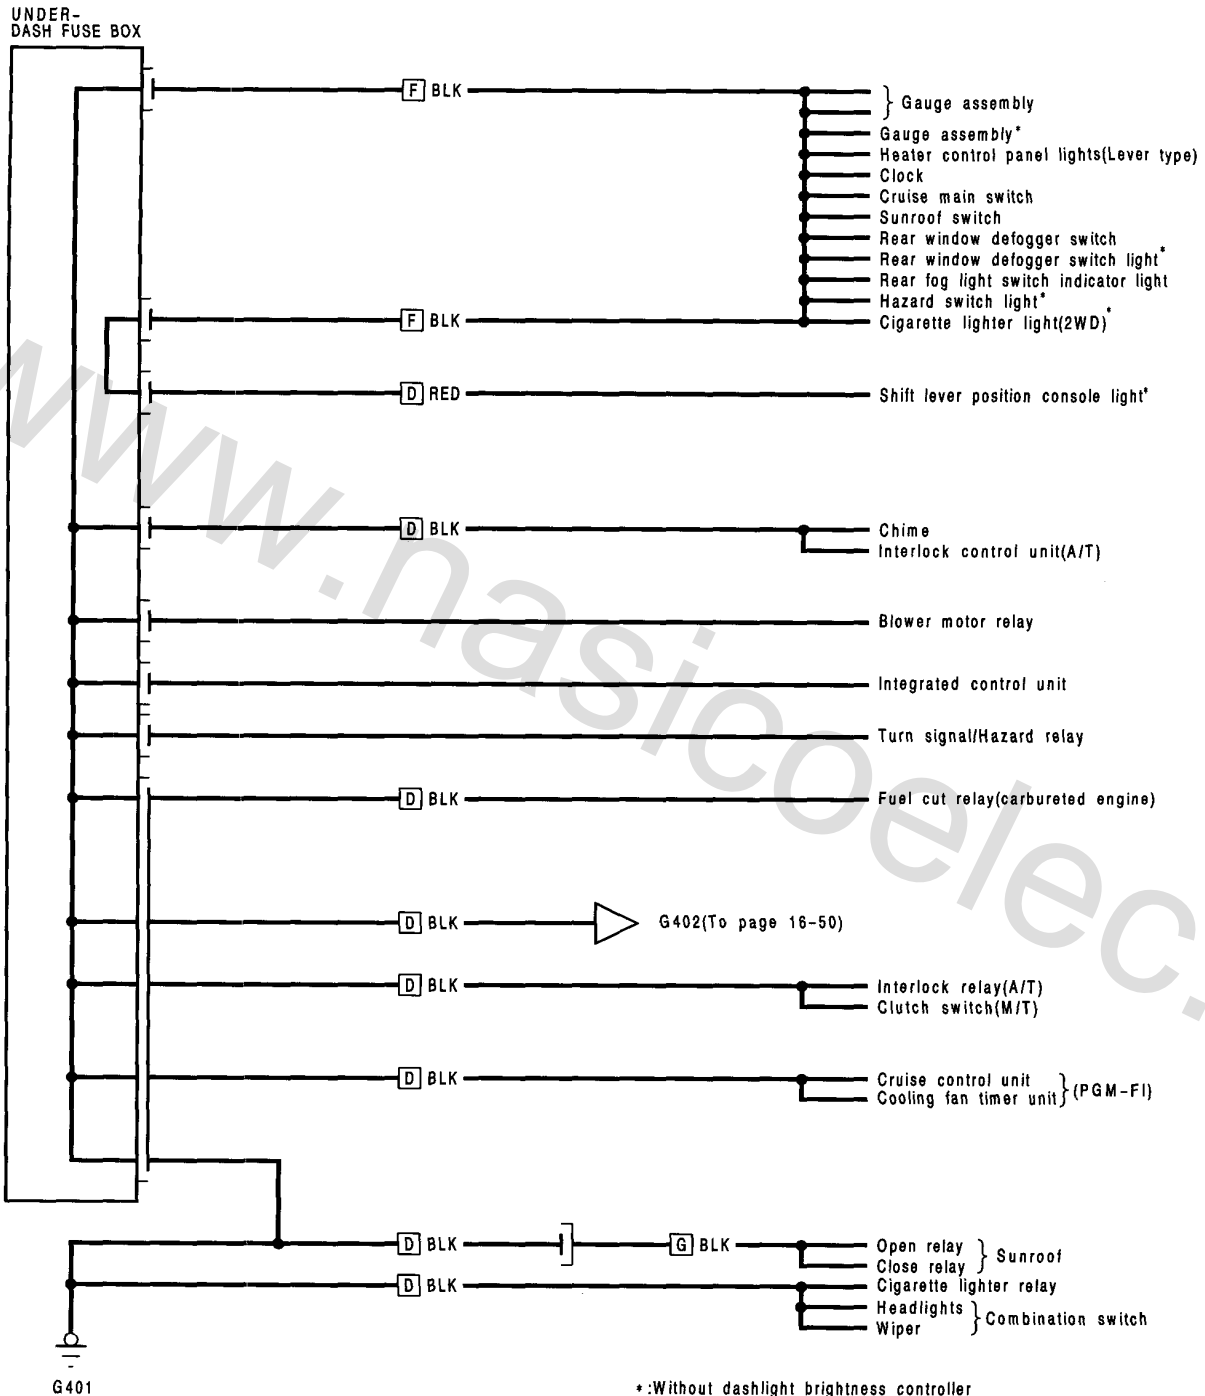 UNDER-
DASH FUSE BOX
F BLK
Gauge assembly
Gauge assembly*
Heater control panel lights(Lever type)
Clock
Cruise main switch
Sunroof switch
Rear window defogger switch
Rear window defogger switch light*
Rear fog light switch indicator light
Hazard switch light*
F BLK
Cigarette lighter light(2WD)*
D RED
Shift lever position console light*
D BLK
Chime
Interlock control unit(A/T)
Blower motor relay
Integrated control unit
Turn signal/Hazard relay
D BLK
Fuel cut relay(carbureted engine)
D BLK
G402(To page 16-50)
D BLK
Interlock relay(A/T)
Clutch switch(M/T)
D BLK
Cruise control unit
Cooling fan timer unit
(PGM-FI)
D BLK
G BLK
Open relay
Close relay
Sunroof
D BLK
Cigarette lighter relay
Headlights
Wiper
Combination switch
G401
*:Without dashlight brightness controller
www.nasicoelec.